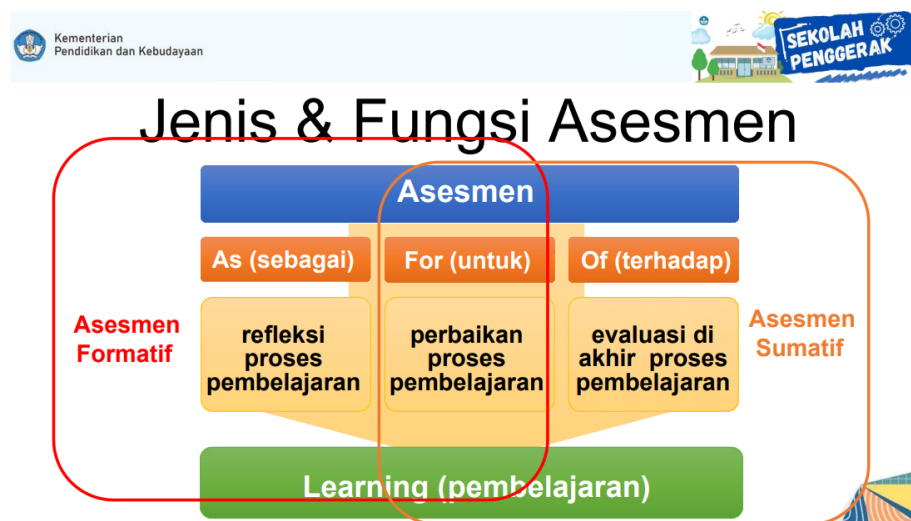 Kementerian
Pendidikan dan Kebudayaan
SEKOLAH
PENGGERAK
Jenis & Fungsi Asesmen
Asesmen
As (sebagai)
For (untuk)
Of (terhadap)
Asesmen
Formatif
refleksi
proses
pembelajaran
perbaikan
proses
pembelajaran
evaluasi di
akhir proses
pembelajaran
Asesmen
Sumatif
Learning (pembelajaran)